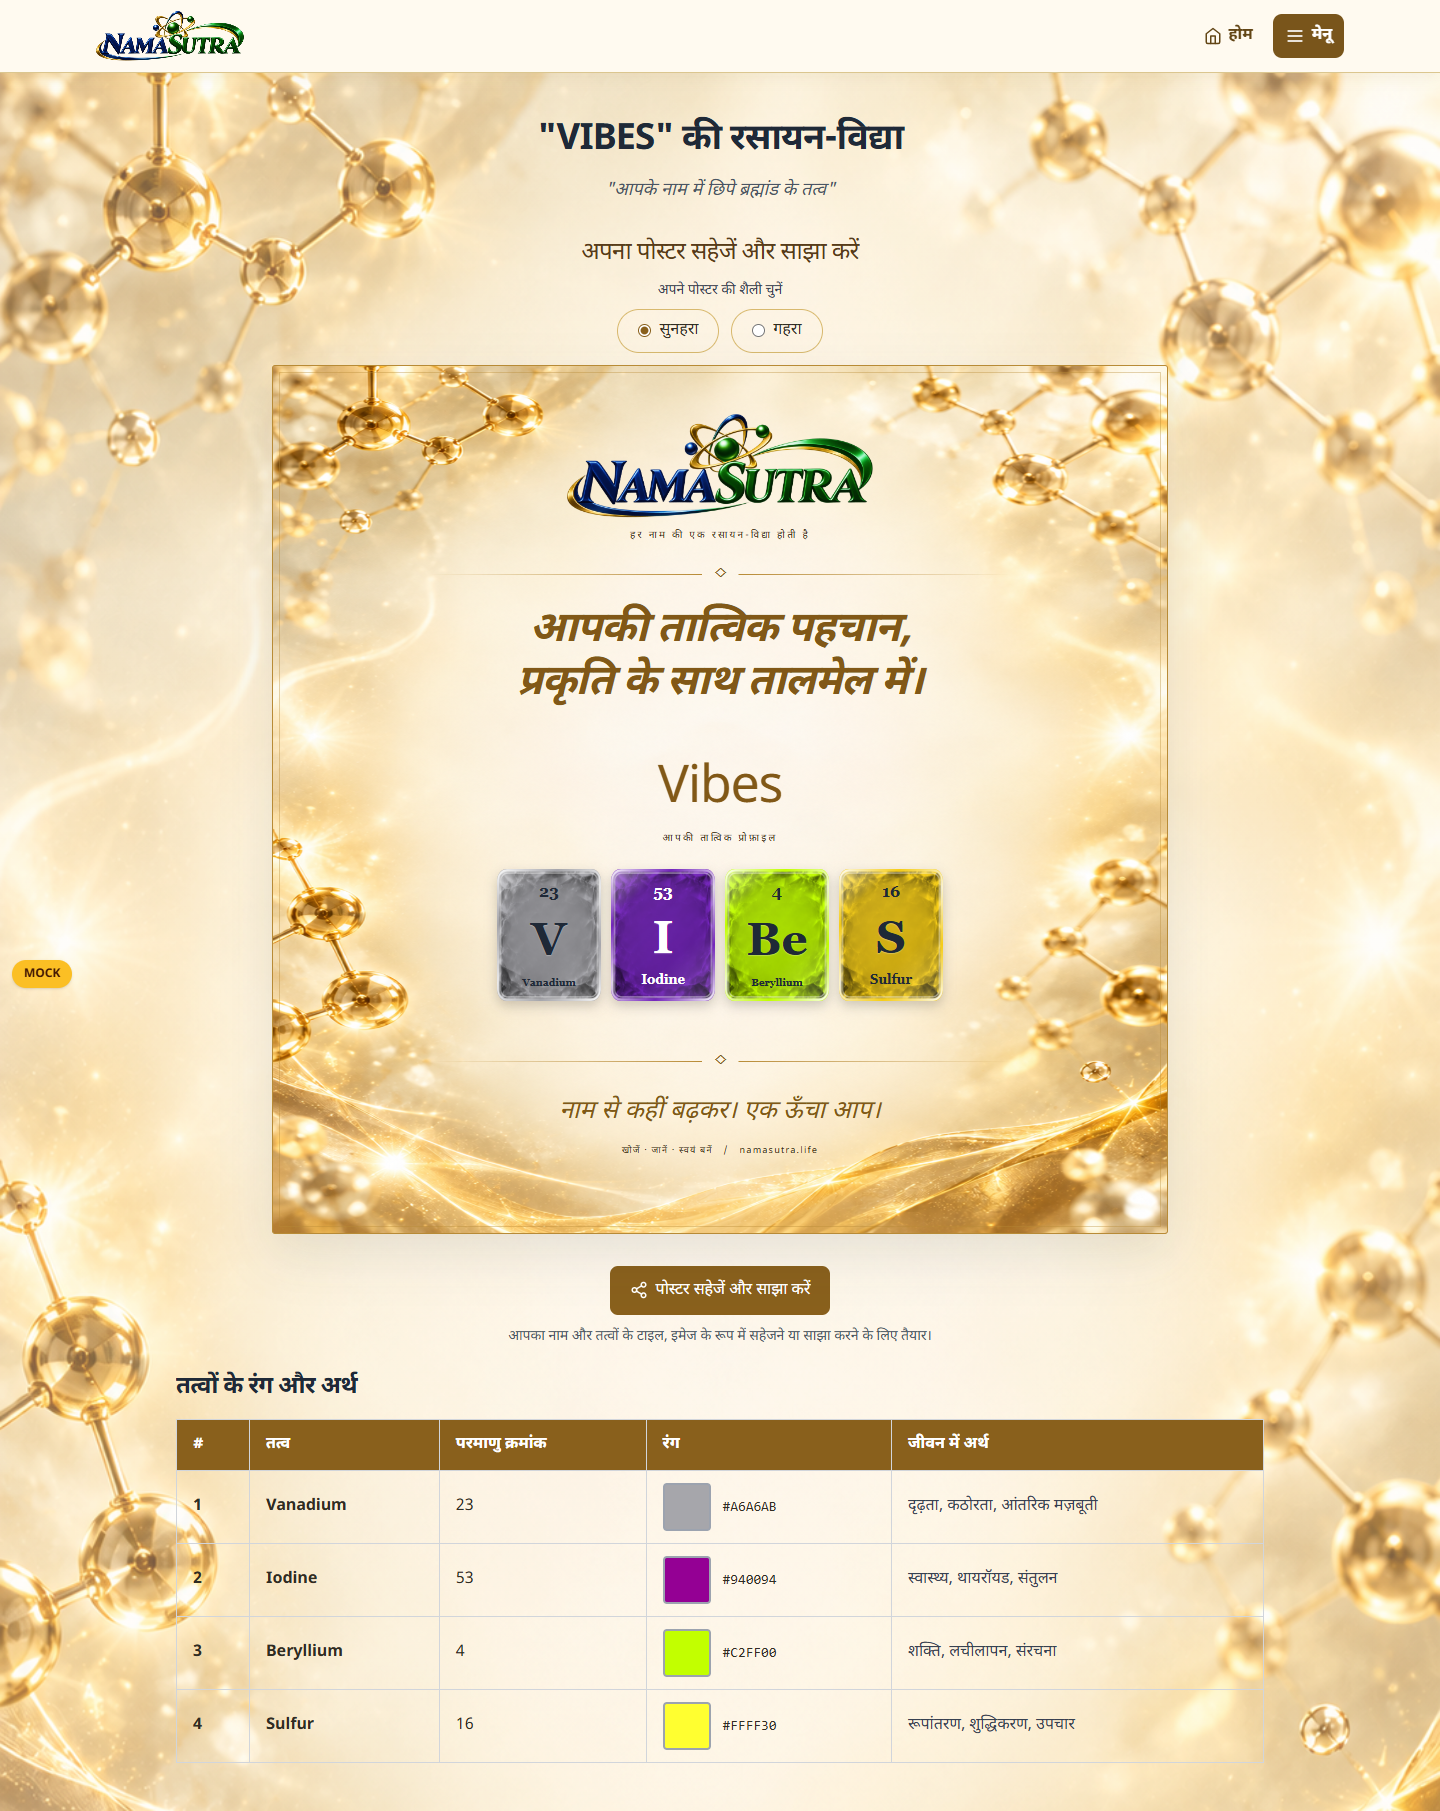 NAMASUTRA
होम
मेनू
"VIBES" की रसायन-विद्या
"आपके नाम में छिपे ब्रह्मांड के तत्व"
अपना पोस्टर सहेजें और साझा करें
अपने पोस्टर की शैली चुनें
सुनहरा
गहरा
NAMASUTRA
हर नाम की एक रसायन-विद्या होती है
आपकी तात्विक पहचान,
प्रकृति के साथ तालमेल में।
Vibes
आपकी तात्विक प्रोफ़ाइल
23 53 4 16
V I Be S
Vanadium Iodine Beryllium Sulfur
MOCK
नाम से कहीं बढ़कर। एक ऊँचा आप।
खोजें · जानें · स्वयं बनें / namasutra.life
पोस्टर सहेजें और साझा करें
आपका नाम और तत्वों के टाइल, इमेज के रूप में सहेजने या साझा करने के लिए तैयार।
तत्वों के रंग और अर्थ
# तत्व परमाणु क्रमांक रंग जीवन में अर्थ
1 Vanadium 23 #A6A6AB दृढ़ता, कठोरता, आंतरिक मज़बूती
2 Iodine 53 #940094 स्वास्थ्य, थायरॉयड, संतुलन
3 Beryllium 4 #C2FF00 शक्ति, लचीलापन, संरचना
4 Sulfur 16 #FFFF30 रूपांतरण, शुद्धिकरण, उपचार